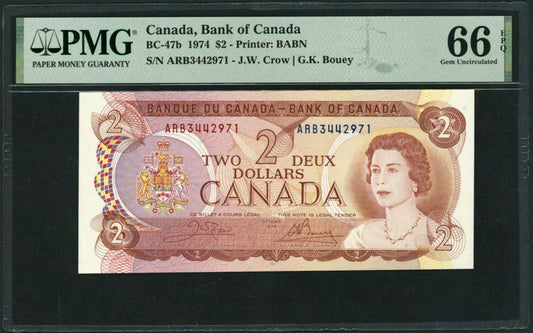 PMG
PAPER MONEY GUARANTY
Canada, Bank of Canada
BC-47b 1974 $2 - Printer: BABN
S/N ARB3442971 - J.W. Crow | G.K. Bouey
66 EPQ
Gem Uncirculated
BANQUE DU CANADA – BANK OF CANADA
2
2
ARB3442971 ARB3442971
TWO 2 DEUX
DOLLARS
CANADA
CE BILLET A COURS LÉGAL THIS NOTE IS LEGAL TENDER
2
2